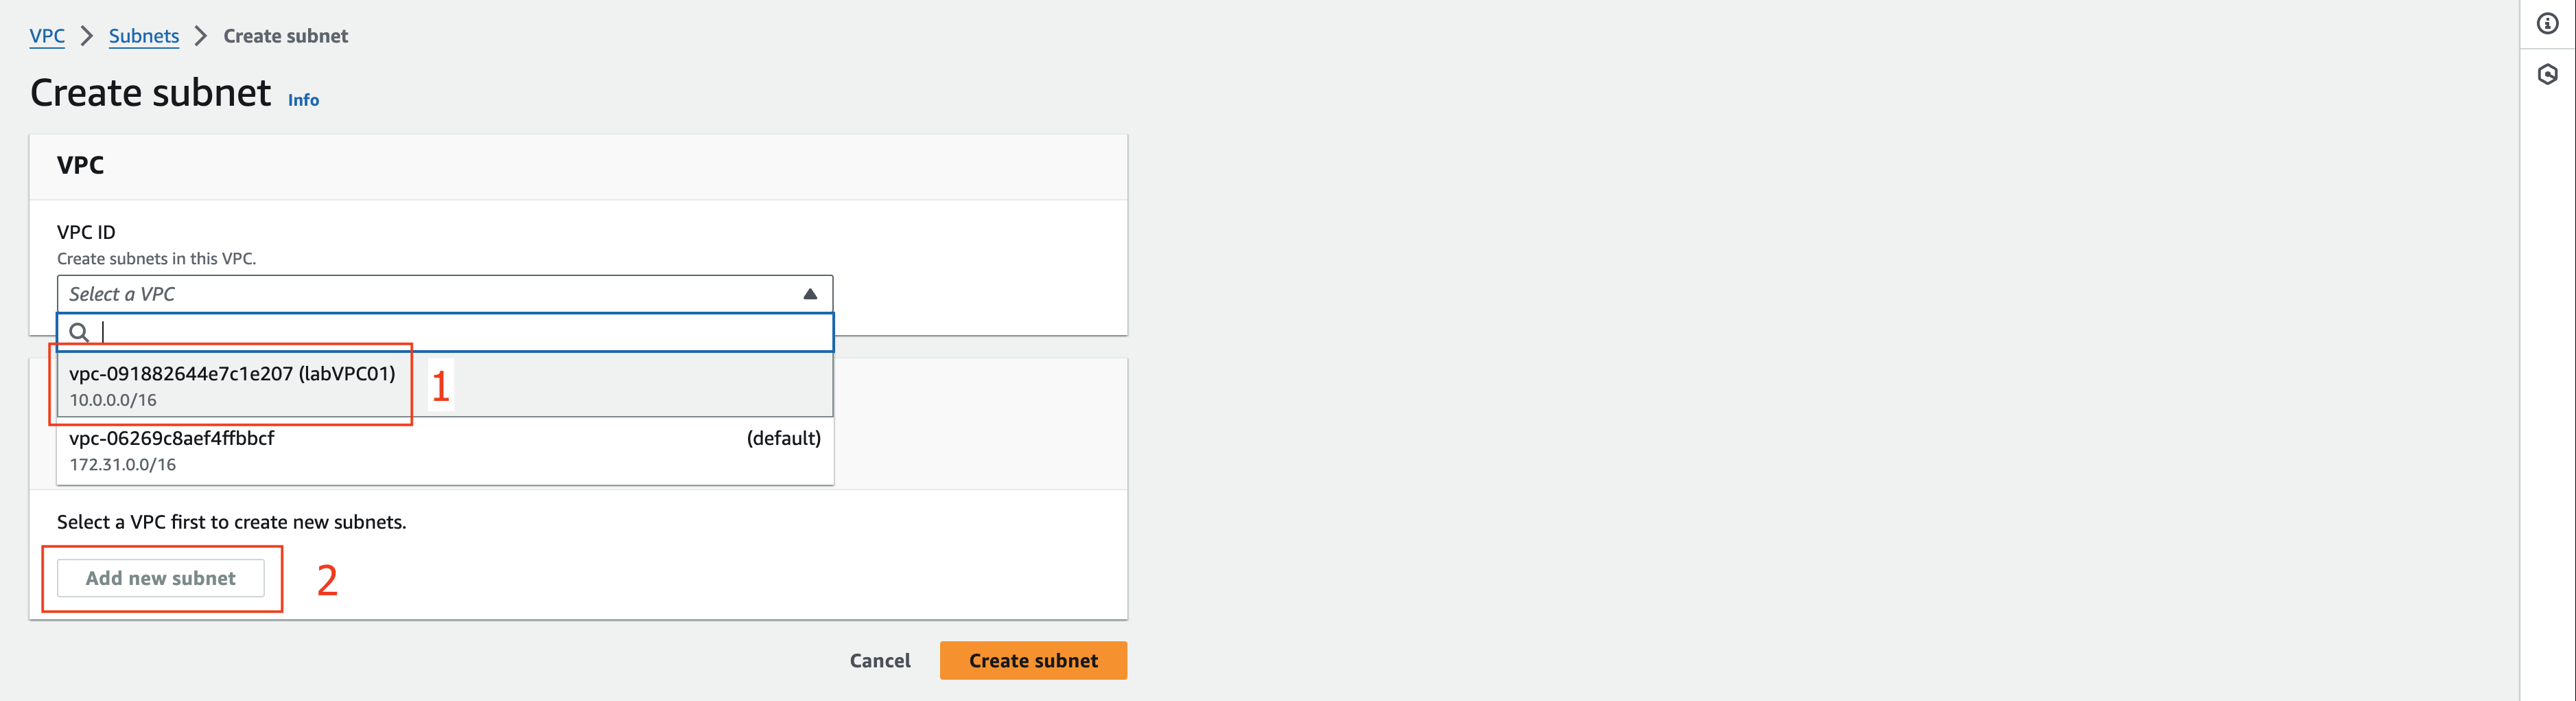 VPC > Subnets > Create subnet
Create subnet Info
VPC
VPC ID
Create subnets in this VPC.
Select a VPC
vpc-091882644e7c1e207 (labVPC01)
10.0.0.0/16
1
vpc-06269c8aef4ffbbcf (default)
172.31.0.0/16
Select a VPC first to create new subnets.
Add new subnet
2
Cancel Create subnet